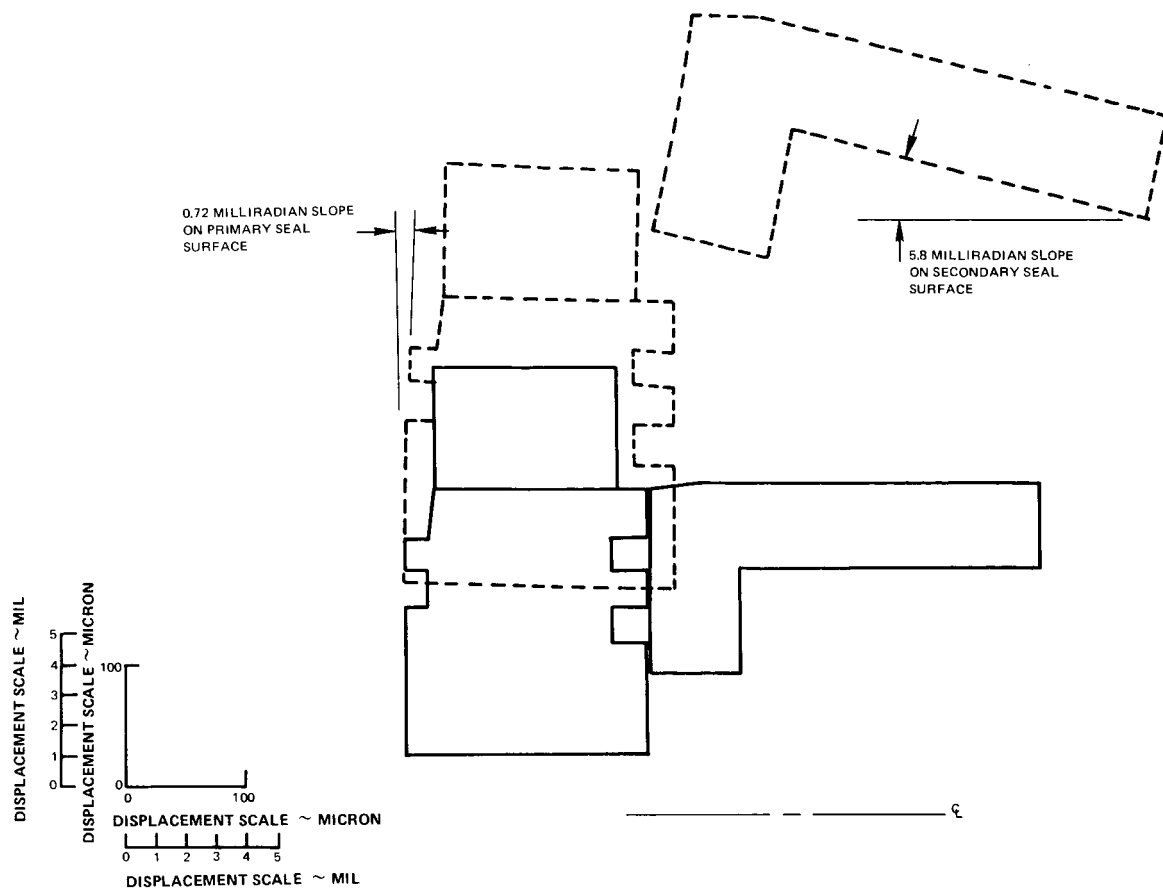 0.72 MILLIRADIAN SLOPE
ON PRIMARY SEAL
SURFACE
5.8 MILLIRADIAN SLOPE
ON SECONDARY SEAL
SURFACE
DISPLACEMENT SCALE ~ MIL
5
4
3
2
1
0
DISPLACEMENT SCALE ~ MICRON
100
0
0 100
DISPLACEMENT SCALE ~ MICRON
0 1 2 3 4 5
DISPLACEMENT SCALE ~ MIL
℄